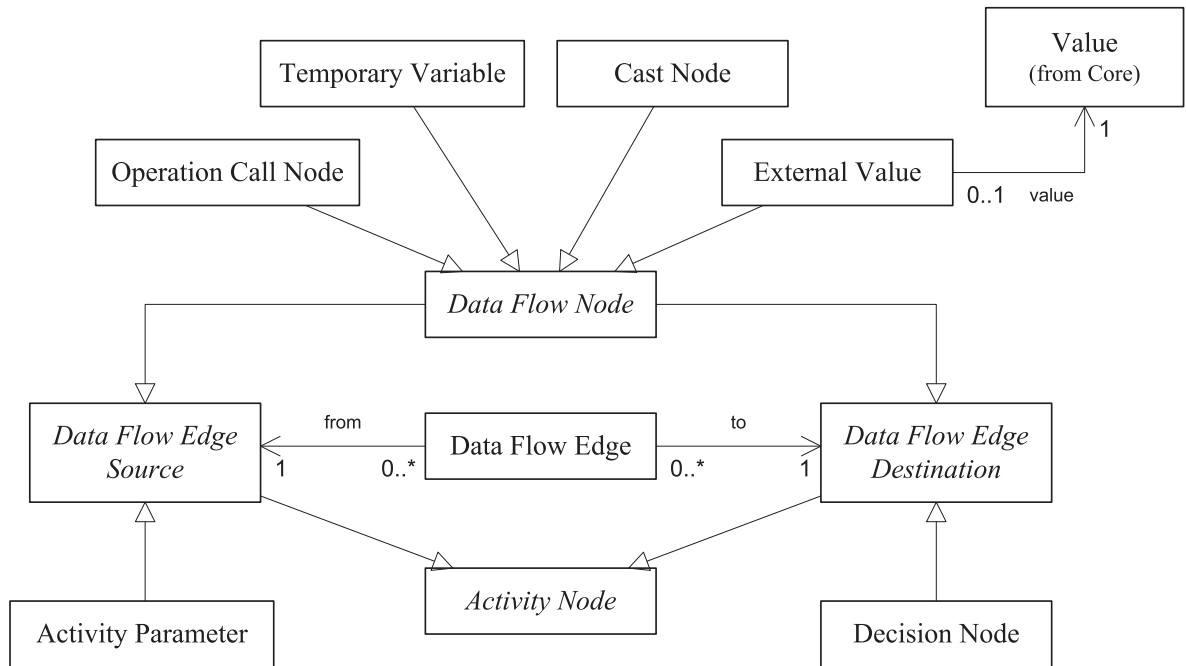 Value
(from Core)
Temporary Variable
Cast Node
1
Operation Call Node
External Value
0..1
value
Data Flow Node
from
to
Data Flow Edge
Source
Data Flow Edge
Data Flow Edge
Destination
1
0..*
0..*
1
Activity Node
Activity Parameter
Decision Node